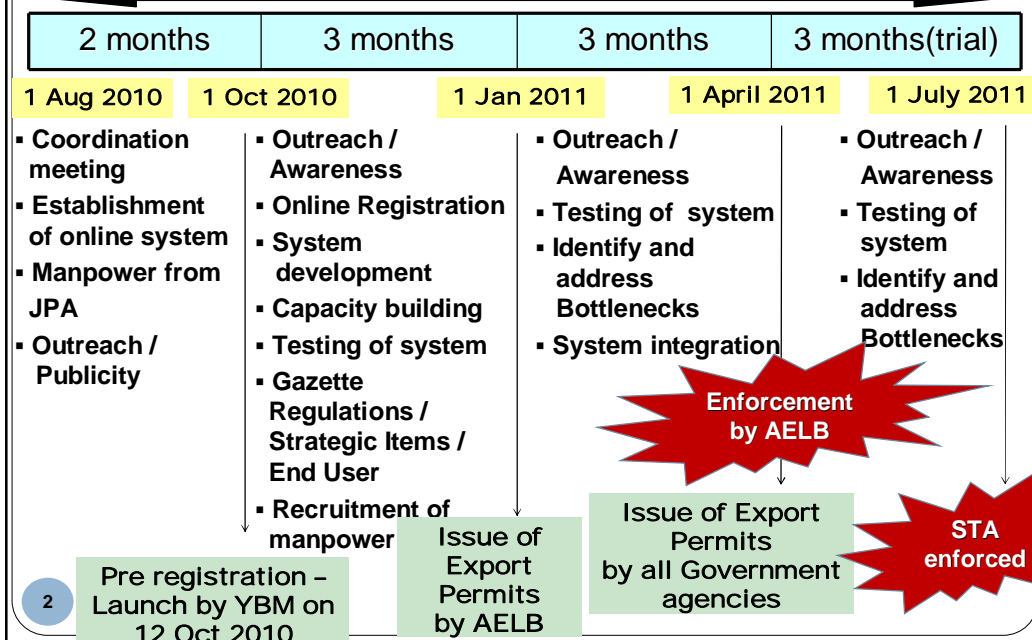 2 months
3 months
3 months
3 months(trial)
1 Aug 2010
1 Oct 2010
1 Jan 2011
1 April 2011
1 July 2011
▪ Coordination
meeting
▪ Establishment
of online system
▪ Manpower from
JPA
▪ Outreach /
Publicity
▪ Outreach /
Awareness
▪ Online Registration
▪ System
development
▪ Capacity building
▪ Testing of system
▪ Gazette
Regulations /
Strategic Items /
End User
▪ Recruitment of
manpower
▪ Outreach /
Awareness
▪ Testing of system
▪ Identify and
address
Bottlenecks
▪ System integration
▪ Outreach /
Awareness
▪ Testing of
system
▪ Identify and
address
Bottlenecks
Enforcement
by AELB
STA
enforced
Pre registration –
Launch by YBM on
12 Oct 2010
Issue of
Export
Permits
by AELB
Issue of Export
Permits
by all Government
agencies
2